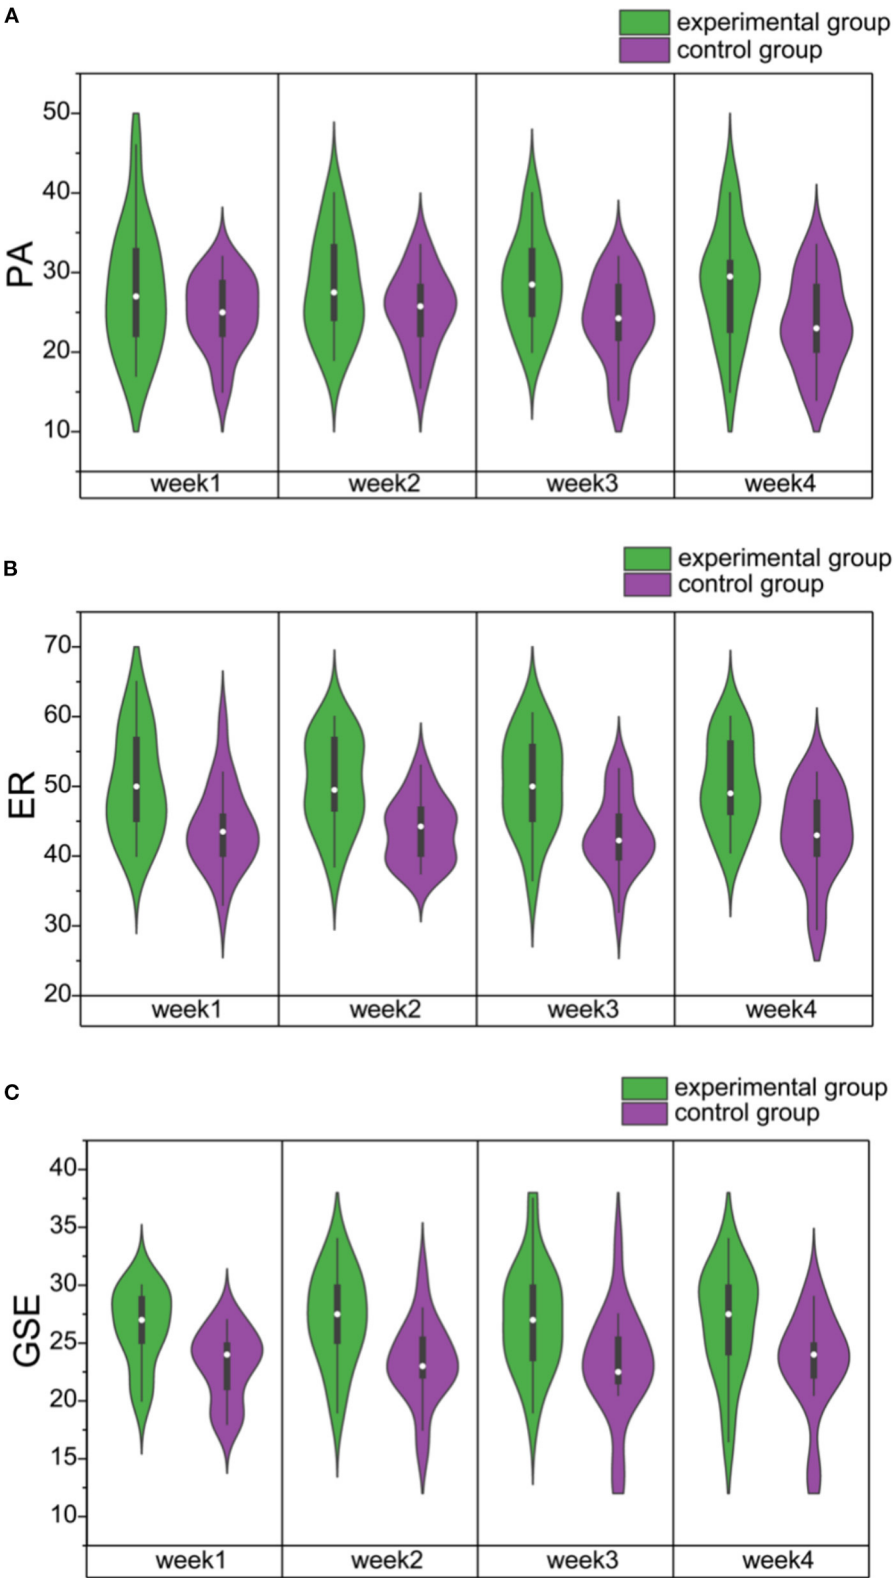 A
experimental group
control group
PA
50
40
30
20
10
week1 week2 week3 week4
B
experimental group
control group
ER
70
60
50
40
30
20
week1 week2 week3 week4
C
experimental group
control group
GSE
40
35
30
25
20
15
10
week1 week2 week3 week4